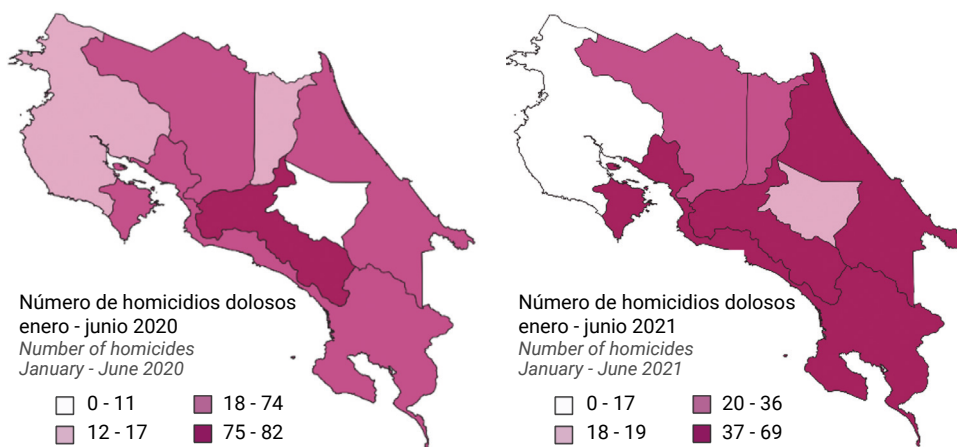 Número de homicidios dolosos
enero - junio 2020
Number of homicides
January - June 2020
0 - 11
18 - 74
12 - 17
75 - 82
Número de homicidios dolosos
enero - junio 2021
Number of homicides
January - June 2021
0 - 17
20 - 36
18 - 19
37 - 69